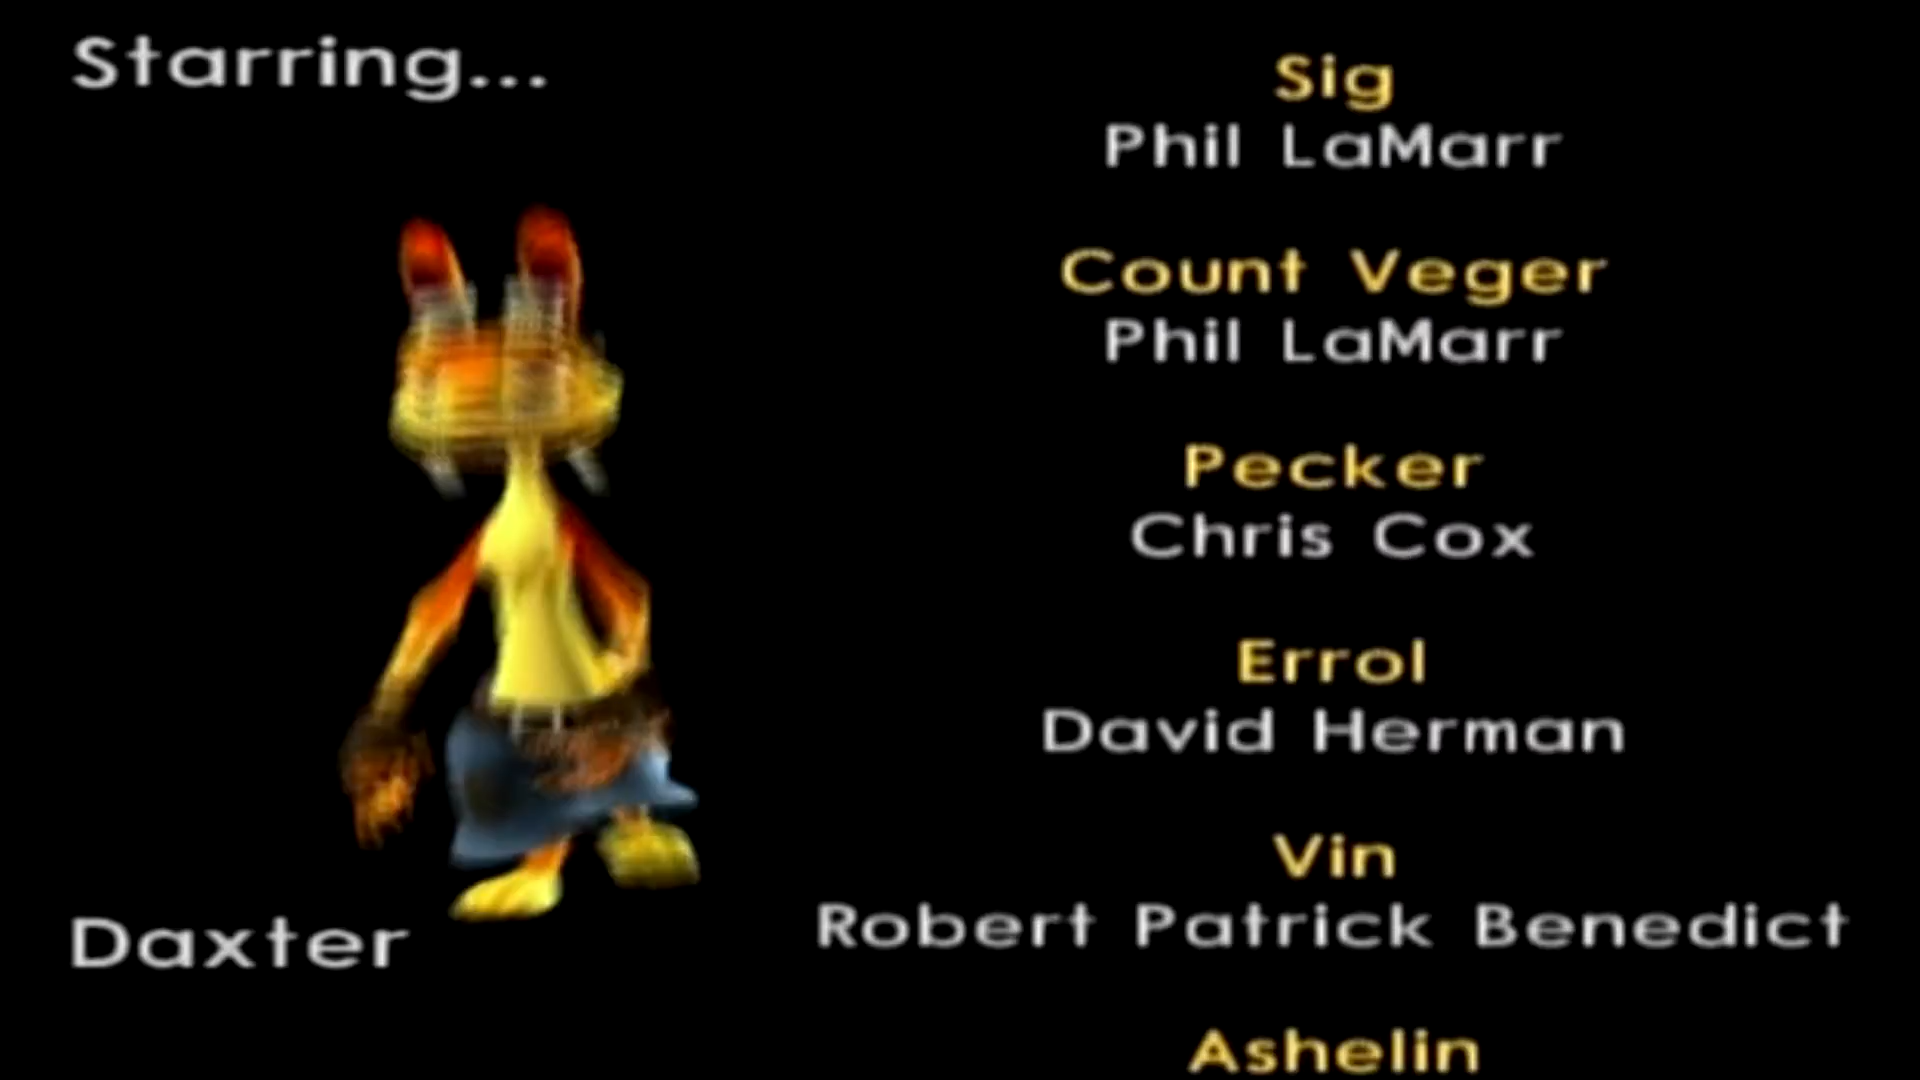 Starring...
Sig
Phil LaMarr
Count Veger
Phil LaMarr
Pecker
Chris Cox
Errol
David Herman
Vin
Robert Patrick Benedict
Ashelin
Daxter